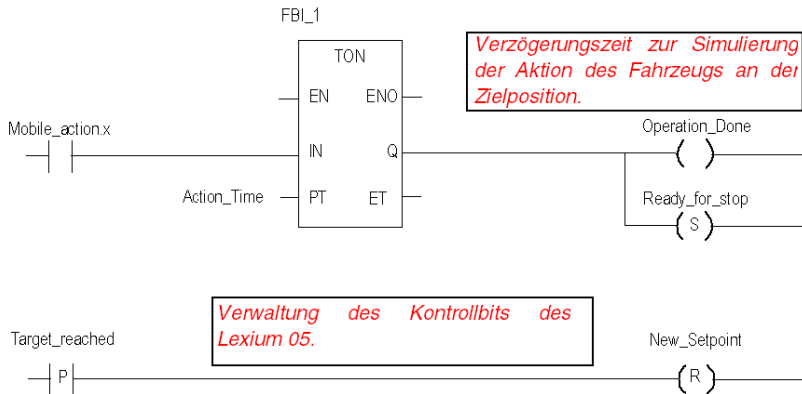 FBI_1
TON
EN ENO
Verzögerungszeit zur Simulierung
der Aktion des Fahrzeugs an der
Zielposition.
Mobile_action.x
IN Q
Operation_Done
Action_Time
PT ET
Ready_for_stop
S
Verwaltung des Kontrollbits des
Lexium 05.
Target_reached
New_Setpoint
P
R